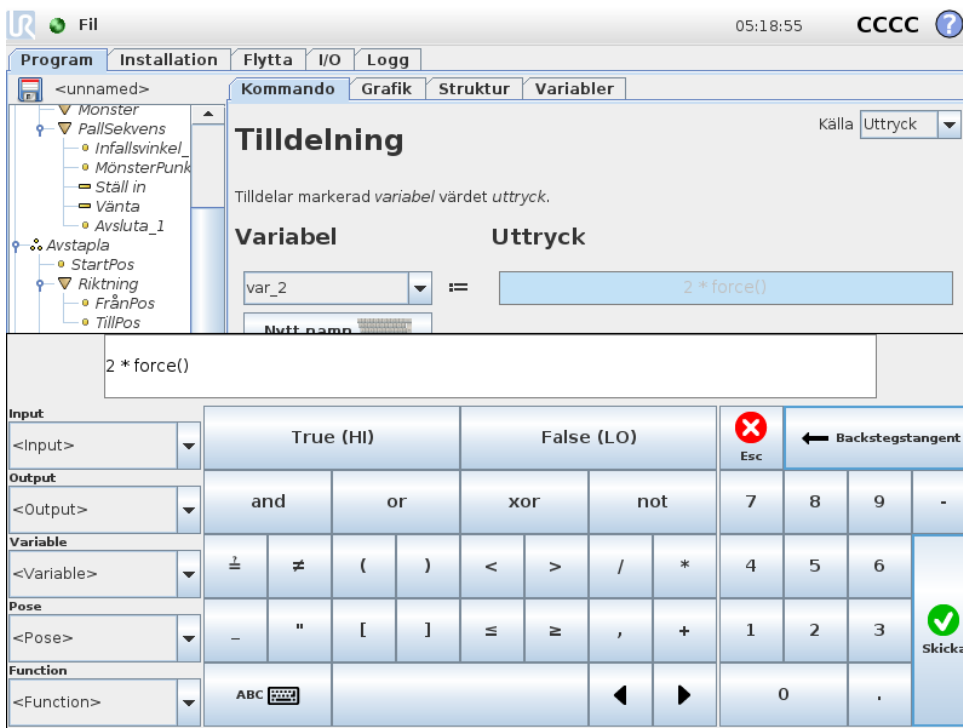 UR Fil 05:18:55 CCCC ?
Program Installation Flytta I/O Logg
<unnamed> Kommando Grafik Struktur Variabler
Mönster
PallSekvens
Infallsvinkel_
MönsterPunk
Ställ in
Vänta
Avsluta_1
Avstapla
StartPos
Riktning
FrånPos
TillPos
Tilldelning
Källa Uttryck
Tilldelar markerad variabel värdet uttryck.
Variabel Uttryck
var_2 := 2 * force()
Nytt namn
2 * force()
Input
<Input> True (HI) False (LO) Esc Backstegstangent
Output
<Output> and or xor not 7 8 9 -
Variable
<Variable> ≟ ≠ ( ) < > / * 4 5 6
Pose
<Pose> _ " [ ] ≤ ≥ , + 1 2 3 Skicka
Function
<Function> ABC 0 .